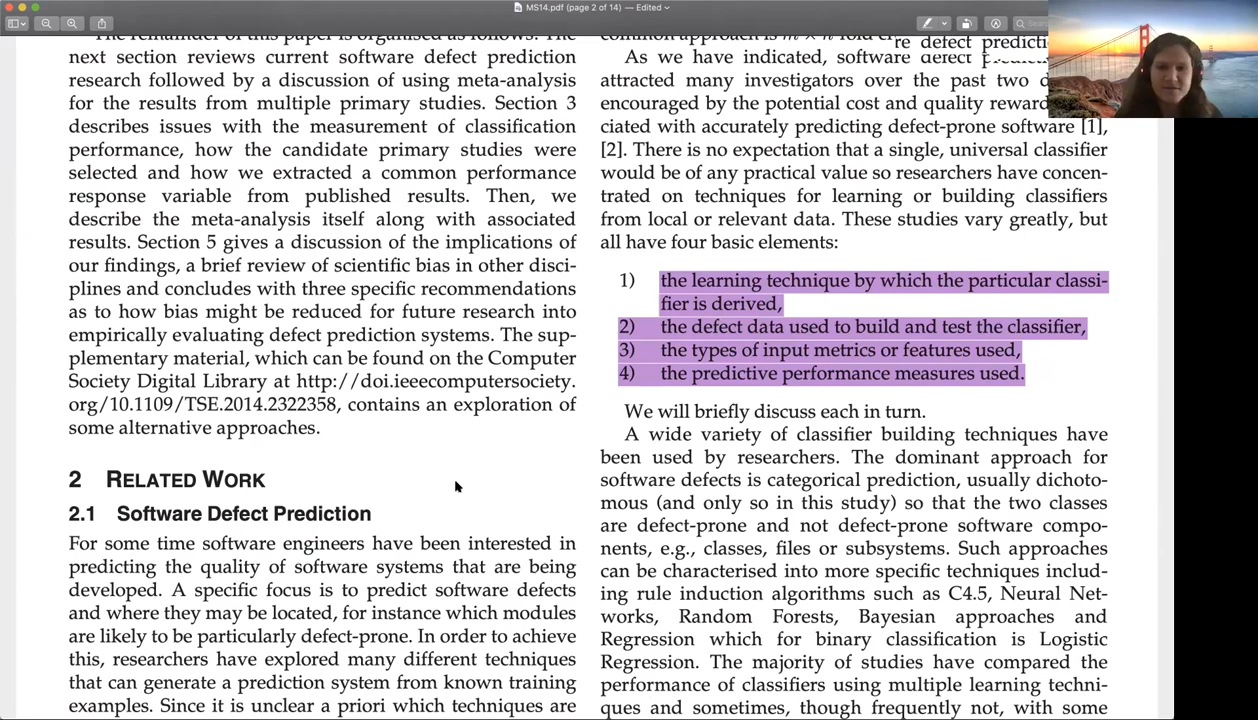 MS14.pdf (page 2 of 14) — Edited
The remainder of this paper is organised as follows. The
next section reviews current software defect prediction
research followed by a discussion of using meta-analysis
for the results from multiple primary studies. Section 3
describes issues with the measurement of classification
performance, how the candidate primary studies were
selected and how we extracted a common performance
response variable from published results. Then, we
describe the meta-analysis itself along with associated
results. Section 5 gives a discussion of the implications of
our findings, a brief review of scientific bias in other disci-
plines and concludes with three specific recommendations
as to how bias might be reduced for future research into
empirically evaluating defect prediction systems. The sup-
plementary material, which can be found on the Computer
Society Digital Library at http://doi.ieeecomputersociety.
org/10.1109/TSE.2014.2322358, contains an exploration of
some alternative approaches.
2 RELATED WORK
2.1 Software Defect Prediction
For some time software engineers have been interested in
predicting the quality of software systems that are being
developed. A specific focus is to predict software defects
and where they may be located, for instance which modules
are likely to be particularly defect-prone. In order to achieve
this, researchers have explored many different techniques
that can generate a prediction system from known training
examples. Since it is unclear a priori which techniques are
common approach is m × n fold
re defect predicti
As we have indicated, software defect
attracted many investigators over the past two d
encouraged by the potential cost and quality reward
ciated with accurately predicting defect-prone software [1],
[2]. There is no expectation that a single, universal classifier
would be of any practical value so researchers have concen-
trated on techniques for learning or building classifiers
from local or relevant data. These studies vary greatly, but
all have four basic elements:
1) the learning technique by which the particular classi-
fier is derived,
2) the defect data used to build and test the classifier,
3) the types of input metrics or features used,
4) the predictive performance measures used.
We will briefly discuss each in turn.
A wide variety of classifier building techniques have
been used by researchers. The dominant approach for
software defects is categorical prediction, usually dichoto-
mous (and only so in this study) so that the two classes
are defect-prone and not defect-prone software compo-
nents, e.g., classes, files or subsystems. Such approaches
can be characterised into more specific techniques includ-
ing rule induction algorithms such as C4.5, Neural Net-
works, Random Forests, Bayesian approaches and
Regression which for binary classification is Logistic
Regression. The majority of studies have compared the
performance of classifiers using multiple learning techni-
ques and sometimes, though frequently not, with some